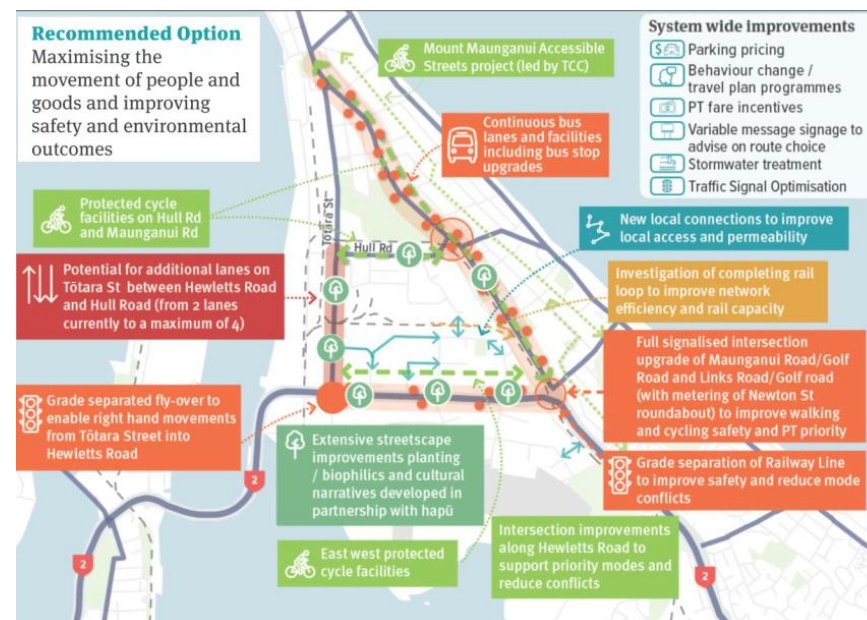 Recommended Option
Maximising the
movement of people and
goods and improving
safety and environmental
outcomes
System wide improvements
$
Parking pricing
Behaviour change /
travel plan programmes
PT fare incentives
Variable message signage to
advise on route choice
Stormwater treatment
Traffic Signal Optimisation
Mount Maunganui Accessible
Streets project (led by TCC)
Continuous bus
lanes and facilities
including bus stop
upgrades
Protected cycle
facilities on Hull Rd
and Maunganui Rd
Tōtara St
Hull Rd
New local connections to improve
local access and permeability
Potential for additional lanes on
Tōtara St between Hewletts Road
and Hull Road (from 2 lanes
currently to a maximum of 4)
Investigation of completing rail
loop to improve network
efficiency and rail capacity
Full signalised intersection
upgrade of Maunganui Road/Golf
Road and Links Road/Golf road
(with metering of Newton St
roundabout) to improve walking
and cycling safety and PT priority
Grade separated fly-over to
enable right hand movements
from Tōtara Street into
Hewletts Road
Extensive streetscape
improvements planting
/ biophilics and cultural
narratives developed in
partnership with hapū
Grade separation of Railway Line
to improve safety and reduce mode
conflicts
2
East west protected
cycle facilities
Intersection improvements
along Hewletts Road to
support priority modes and
reduce conflicts
2
2